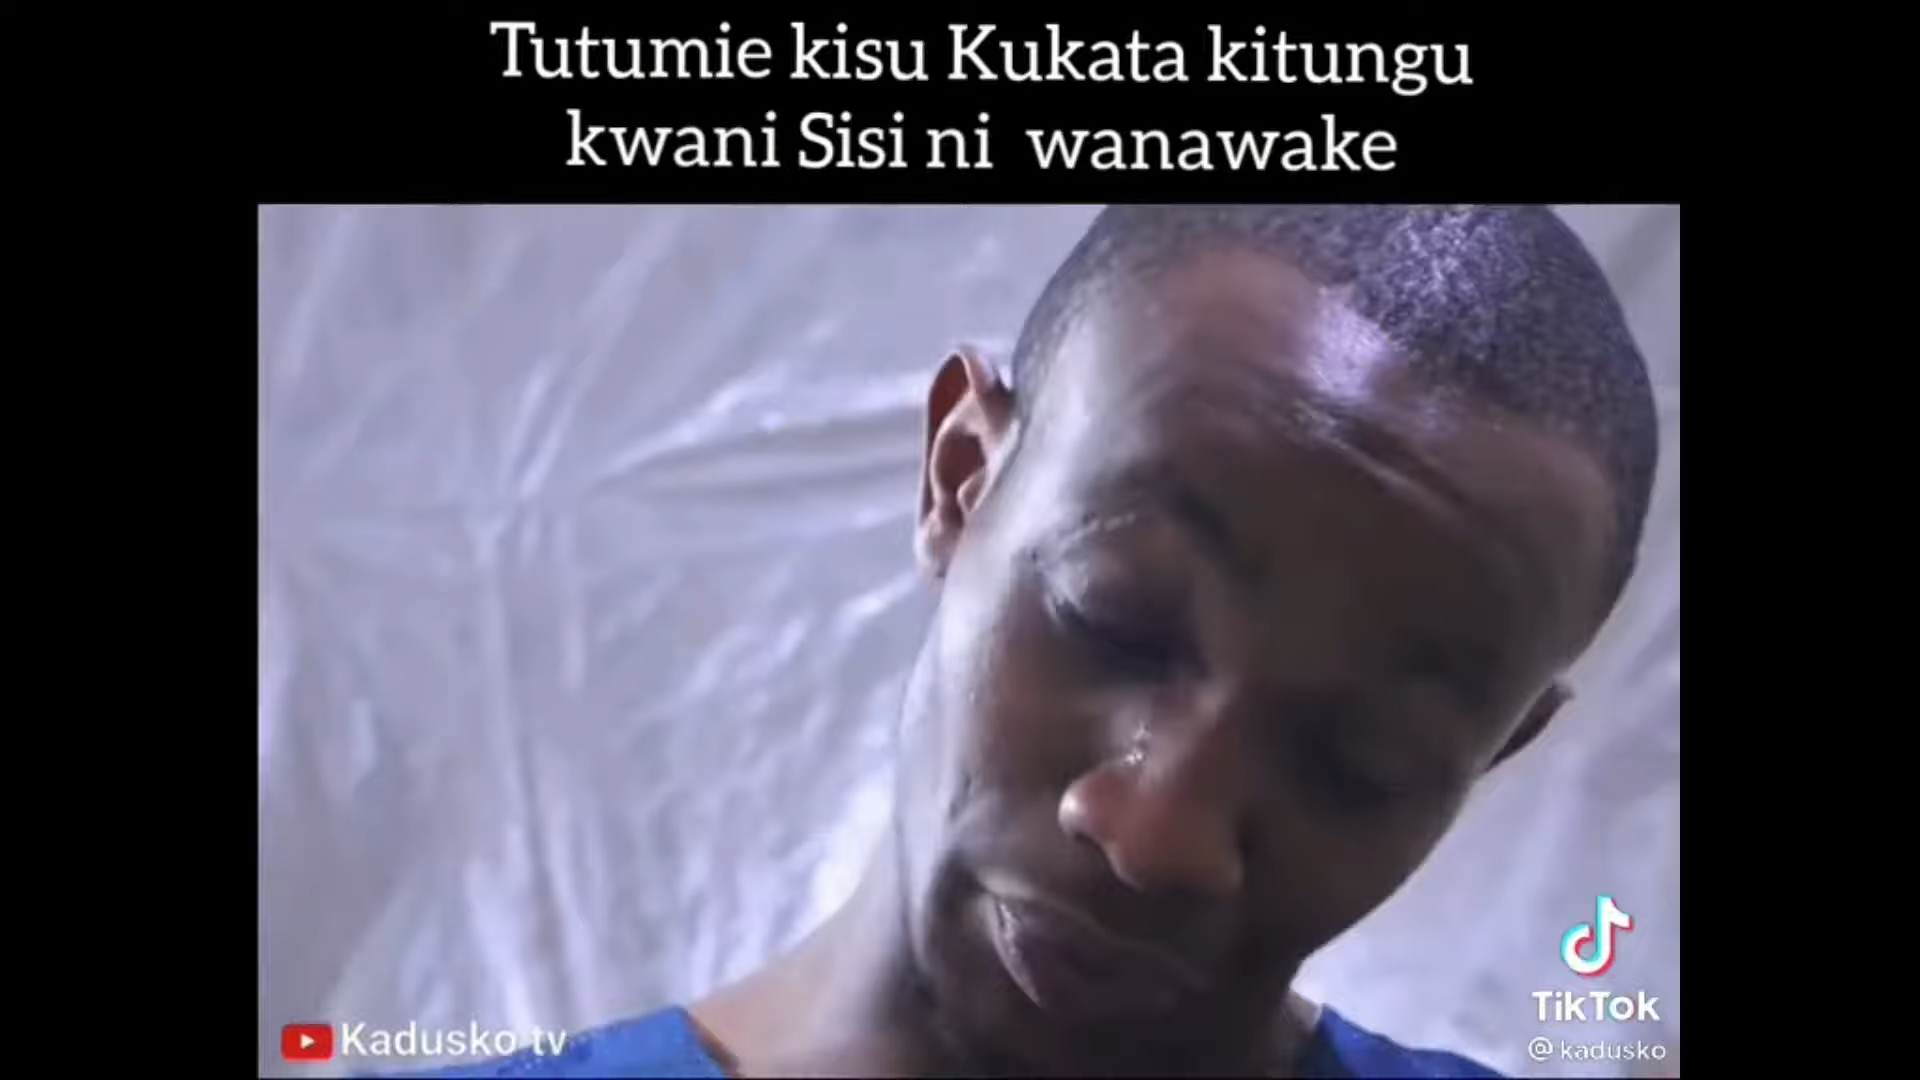 Tutumie kisu Kukata kitungu
kwani Sisi ni wanawake
Kadusko tv
TikTok
@kadusko